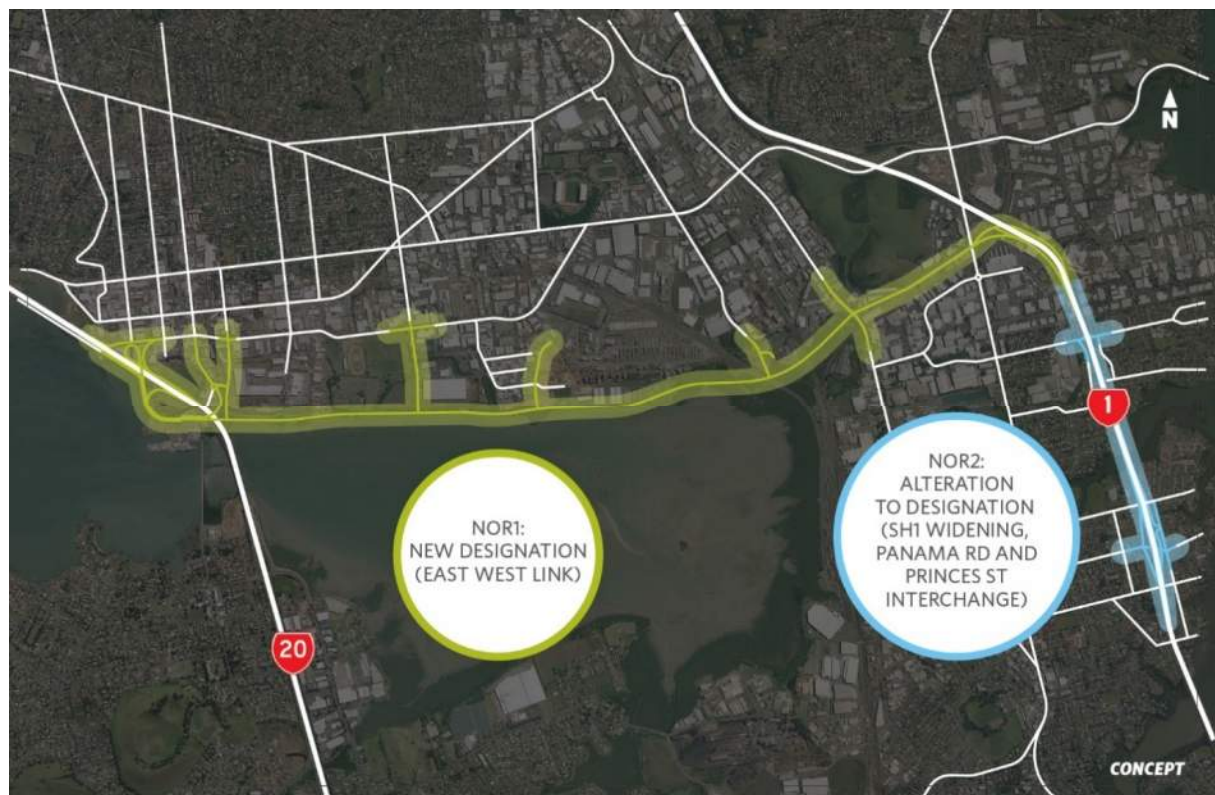 N
1
NOR1:
NEW DESIGNATION
(EAST WEST LINK)
NOR2:
ALTERATION
TO DESIGNATION
(SH1 WIDENING,
PANAMA RD AND
PRINCES ST
INTERCHANGE)
20
CONCEPT